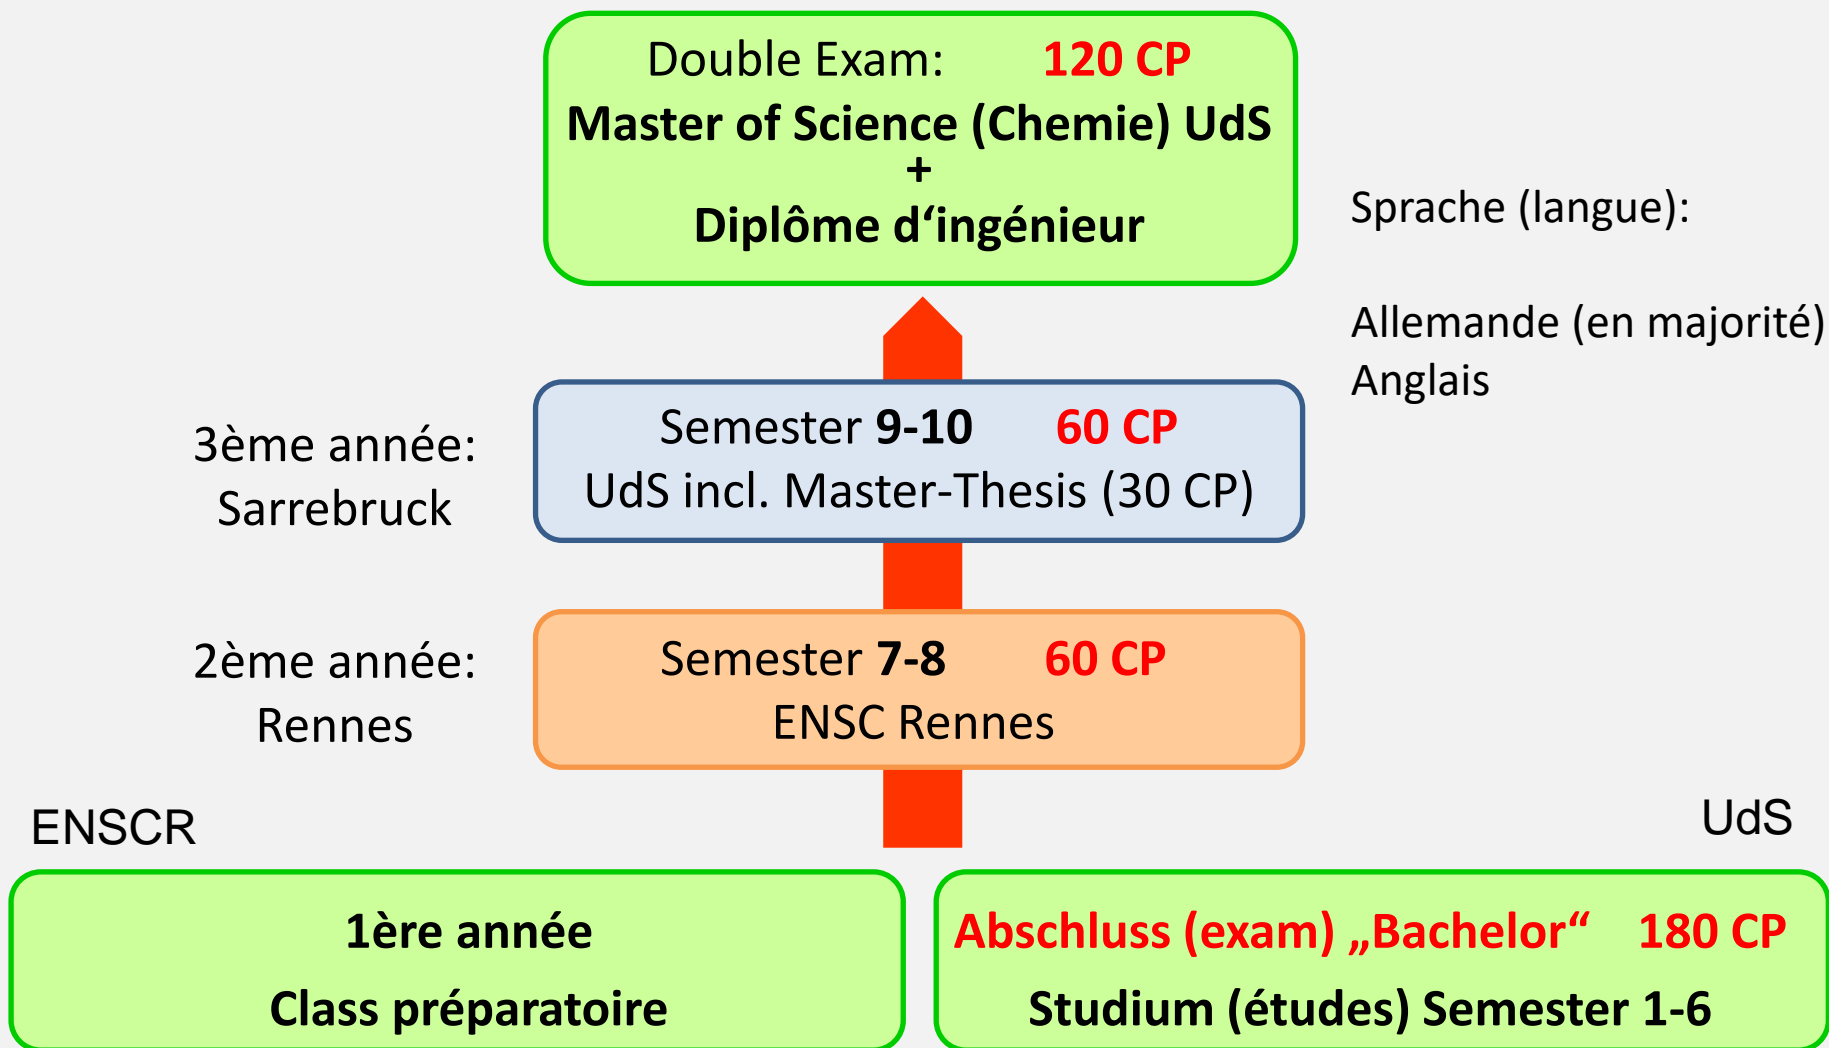 Double Exam: 120 CP
Master of Science (Chemie) UdS
+
Diplôme d‘ingénieur
Sprache (langue):
Allemande (en majorité)
Anglais
3ème année:
Sarrebruck
Semester 9-10 60 CP
UdS incl. Master-Thesis (30 CP)
2ème année:
Rennes
Semester 7-8 60 CP
ENSC Rennes
ENSCR
UdS
1ère année
Class préparatoire
Abschluss (exam) „Bachelor“ 180 CP
Studium (études) Semester 1-6